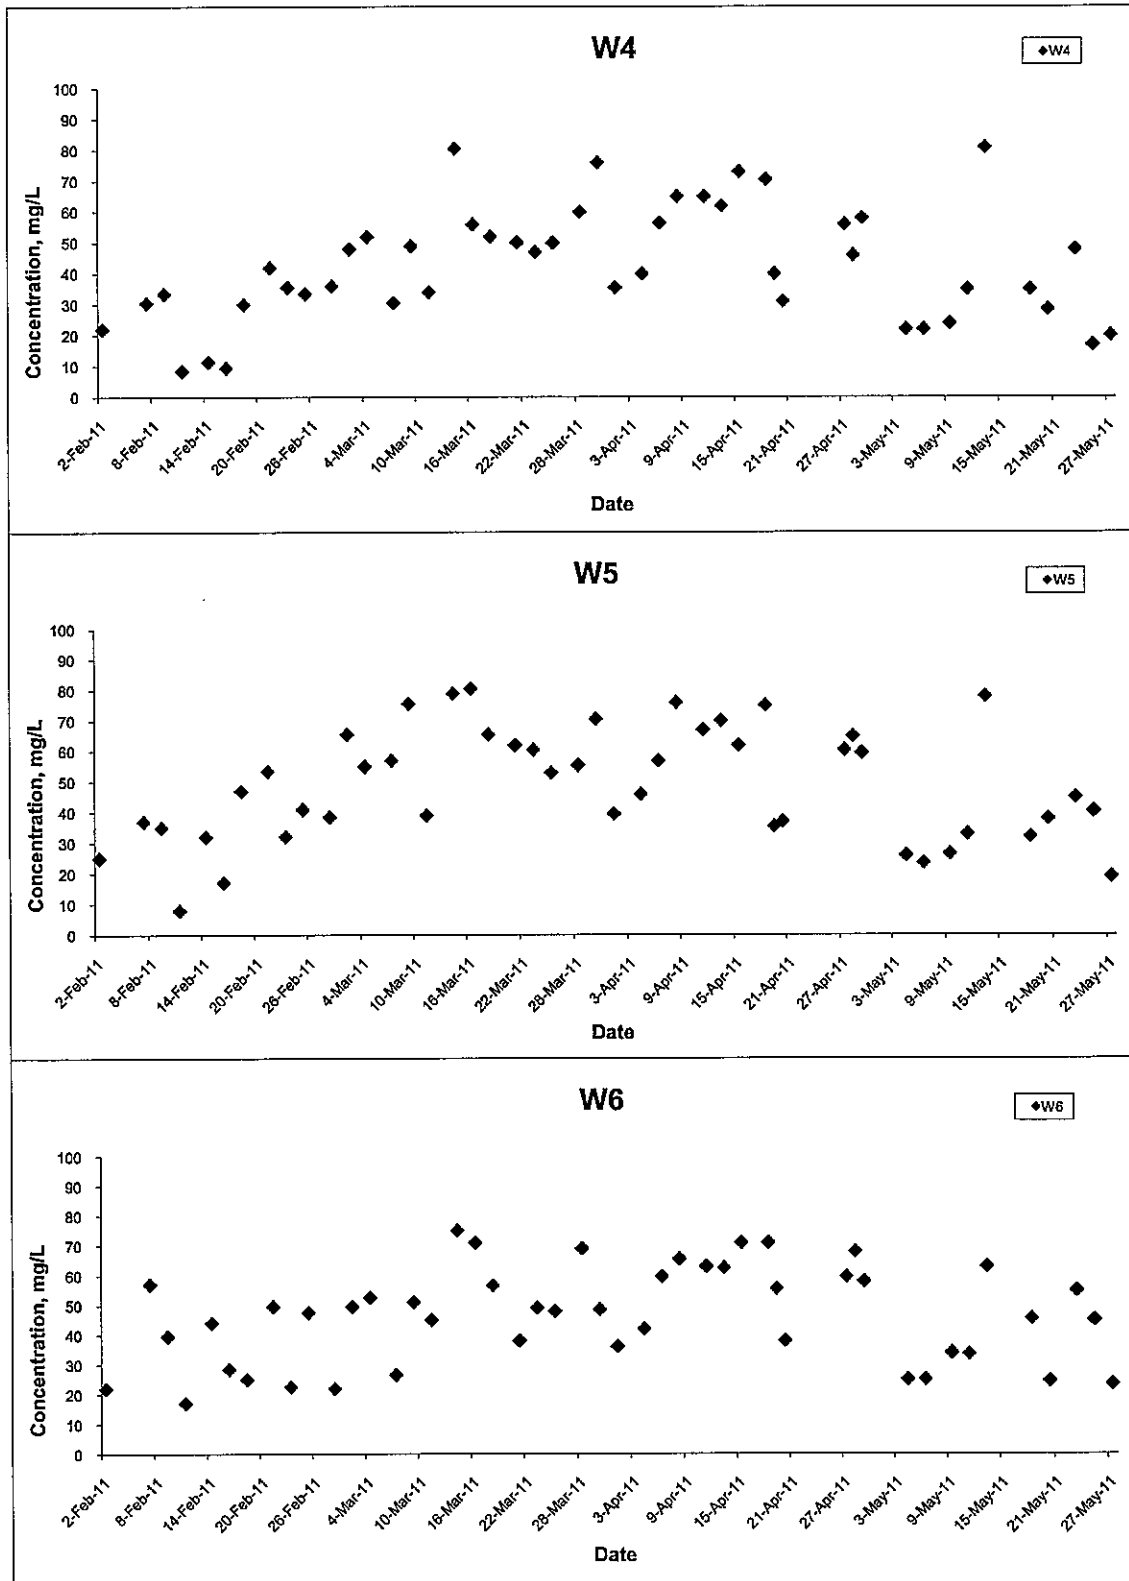 W4
◆W4
100
90
80
70
60
50
40
30
20
10
0
Concentration, mg/L
2-Feb-11
8-Feb-11
14-Feb-11
20-Feb-11
26-Feb-11
4-Mar-11
10-Mar-11
16-Mar-11
22-Mar-11
28-Mar-11
3-Apr-11
9-Apr-11
15-Apr-11
21-Apr-11
27-Apr-11
3-May-11
9-May-11
15-May-11
21-May-11
27-May-11
Date
W5
◆W5
100
90
80
70
60
50
40
30
20
10
0
Concentration, mg/L
2-Feb-11
8-Feb-11
14-Feb-11
20-Feb-11
26-Feb-11
4-Mar-11
10-Mar-11
16-Mar-11
22-Mar-11
28-Mar-11
3-Apr-11
9-Apr-11
15-Apr-11
21-Apr-11
27-Apr-11
3-May-11
9-May-11
15-May-11
21-May-11
27-May-11
Date
W6
◆W6
100
90
80
70
60
50
40
30
20
10
0
Concentration, mg/L
2-Feb-11
8-Feb-11
14-Feb-11
20-Feb-11
26-Feb-11
4-Mar-11
10-Mar-11
16-Mar-11
22-Mar-11
28-Mar-11
3-Apr-11
9-Apr-11
15-Apr-11
21-Apr-11
27-Apr-11
3-May-11
9-May-11
15-May-11
21-May-11
27-May-11
Date